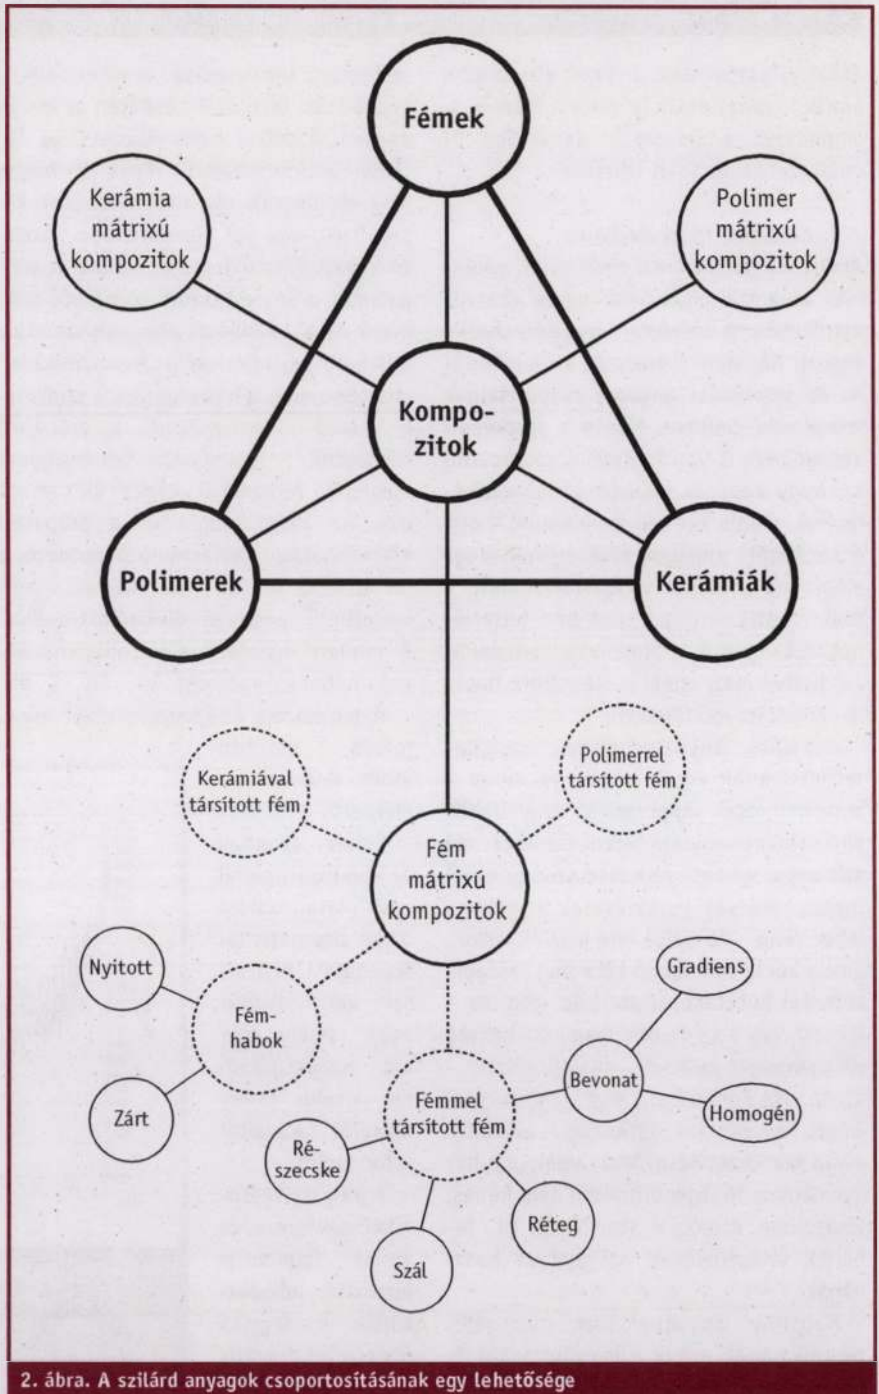 Fémek
Kerámia
mátrixú
kompozitok
Polimer
mátrixú
kompozitok
Kompo-
zitok
Polimerek
Kerámiák
Kerámiával
társított fém
Polimerrel
társított fém
Fém
mátrixú
kompozitok
Nyitott
Fém-
habok
Zárt
Gradiens
Bevonat
Homogén
Fémmel
társított fém
Ré-
szecske
Réteg
Szál
2. ábra. A szilárd anyagok csoportosításának egy lehetősége